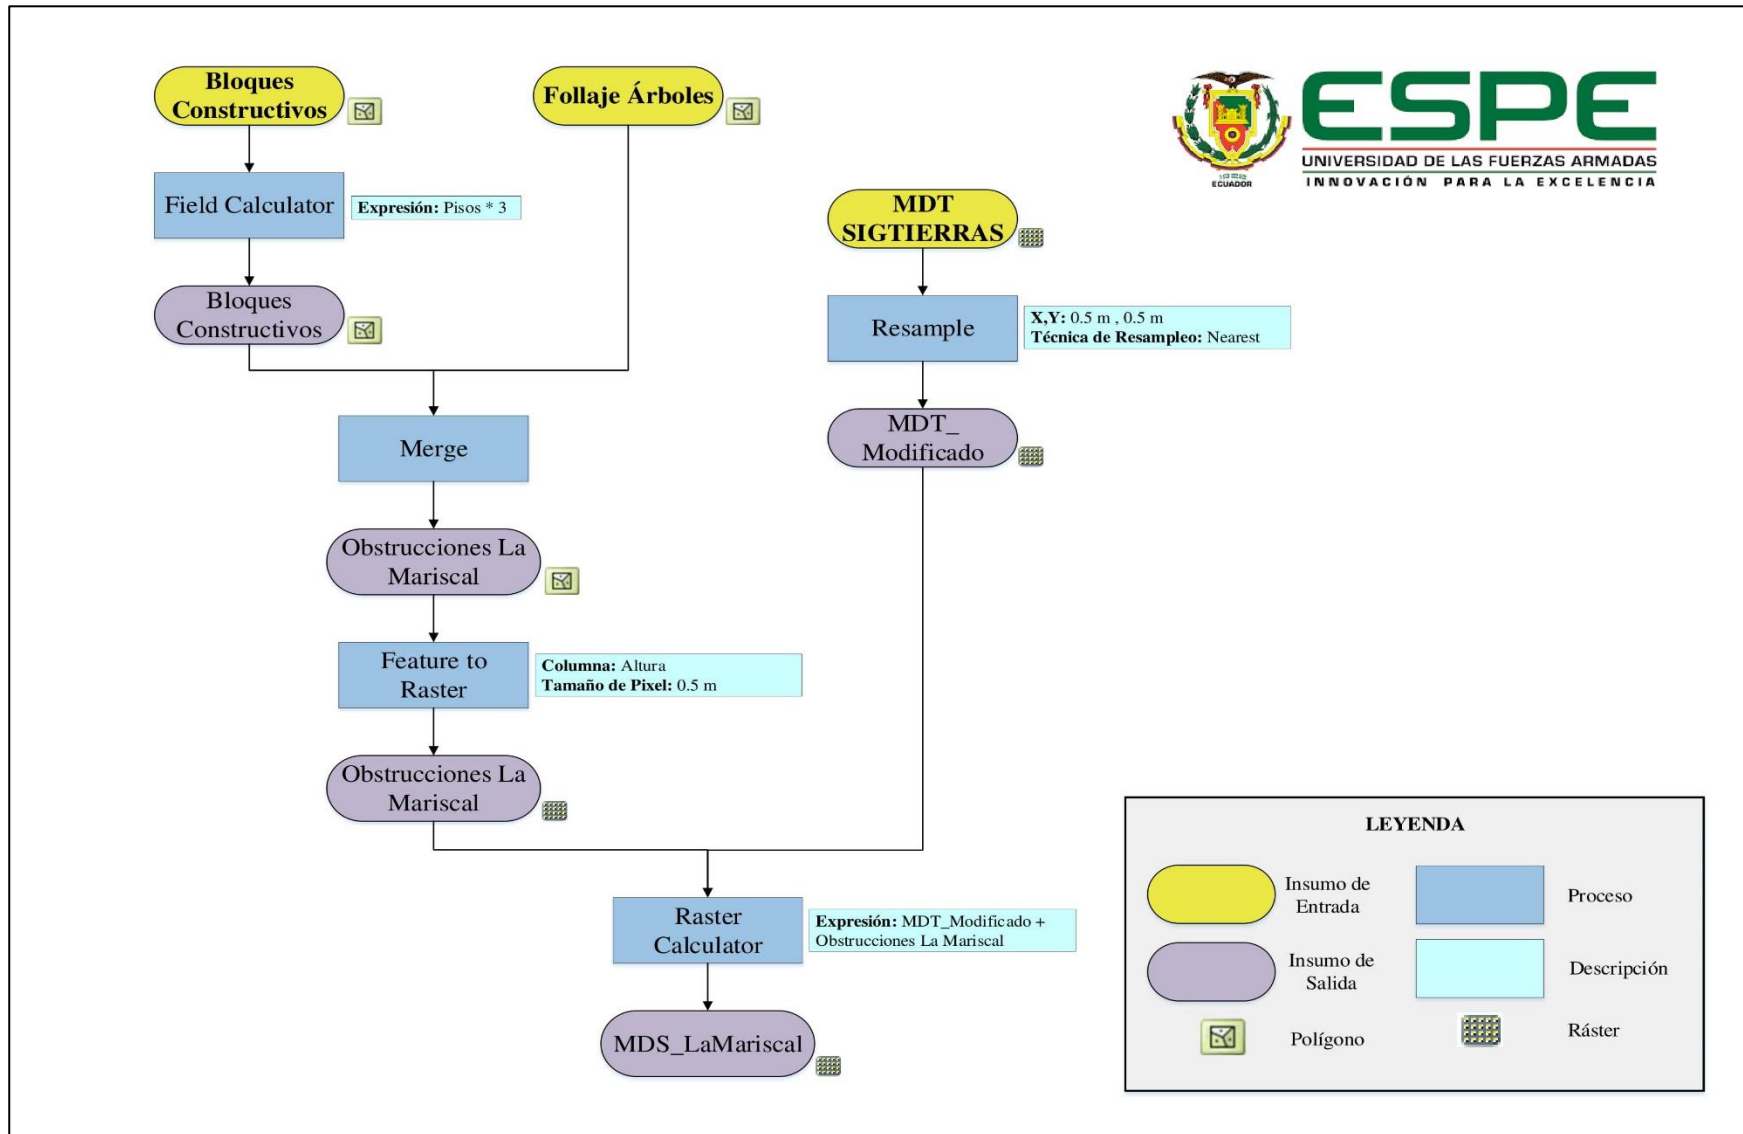 Bloques
Constructivos
Follaje Árboles
ESPE
UNIVERSIDAD DE LAS FUERZAS ARMADAS
INNOVACIÓN PARA LA EXCELENCIA
ECUADOR
Field Calculator
Expresión: Pisos * 3
MDT
SIGTIERRAS
Bloques
Constructivos
Resample
X,Y: 0.5 m , 0.5 m
Técnica de Resampleo: Nearest
Merge
MDT_
Modificado
Obstrucciones La
Mariscal
Feature to
Raster
Columna: Altura
Tamaño de Pixel: 0.5 m
Obstrucciones La
Mariscal
Raster
Calculator
Expresión: MDT_Modificado +
Obstrucciones La Mariscal
MDS_LaMariscal
LEYENDA
Insumo de
Entrada
Proceso
Insumo de
Salida
Descripción
Polígono
Ráster